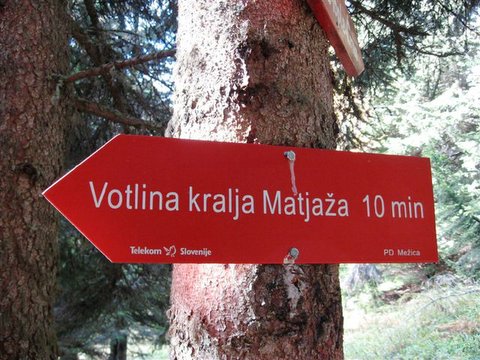 Votlina kralja Matjaža 10 min
Telekom Slovenije PD Mežica